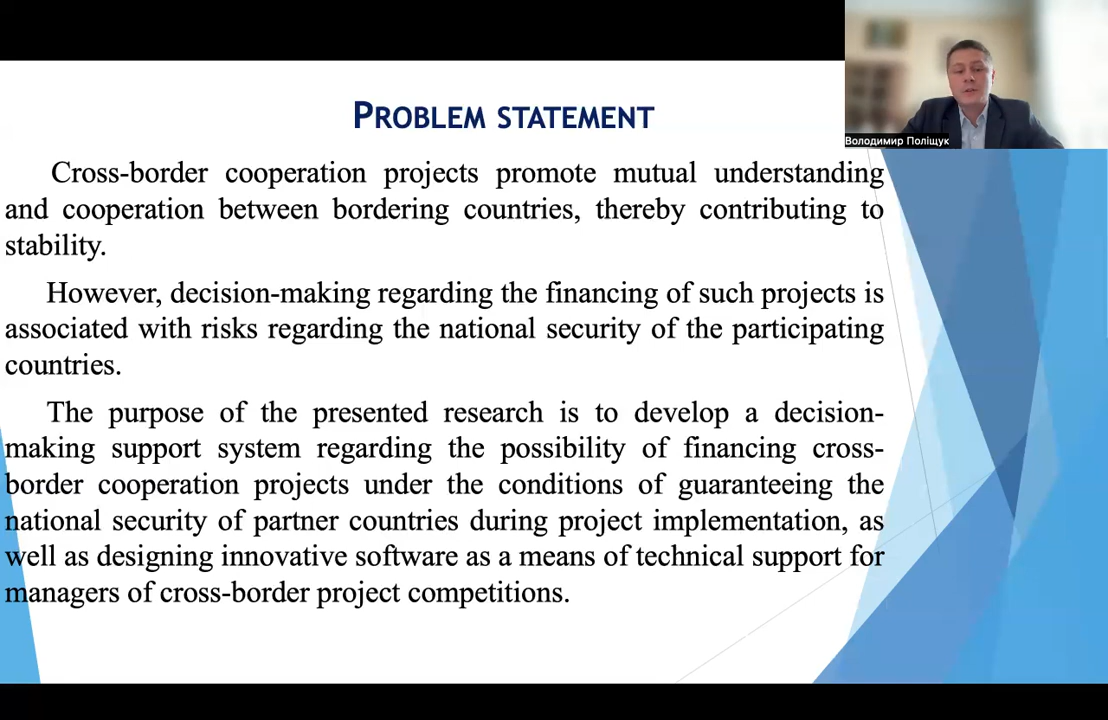 PROBLEM STATEMENT
Володимир Поліщук
Cross-border cooperation projects promote mutual understanding
and cooperation between bordering countries, thereby contributing to
stability.
However, decision-making regarding the financing of such projects is
associated with risks regarding the national security of the participating
countries.
The purpose of the presented research is to develop a decision-
making support system regarding the possibility of financing cross-
border cooperation projects under the conditions of guaranteeing the
national security of partner countries during project implementation, as
well as designing innovative software as a means of technical support for
managers of cross-border project competitions.